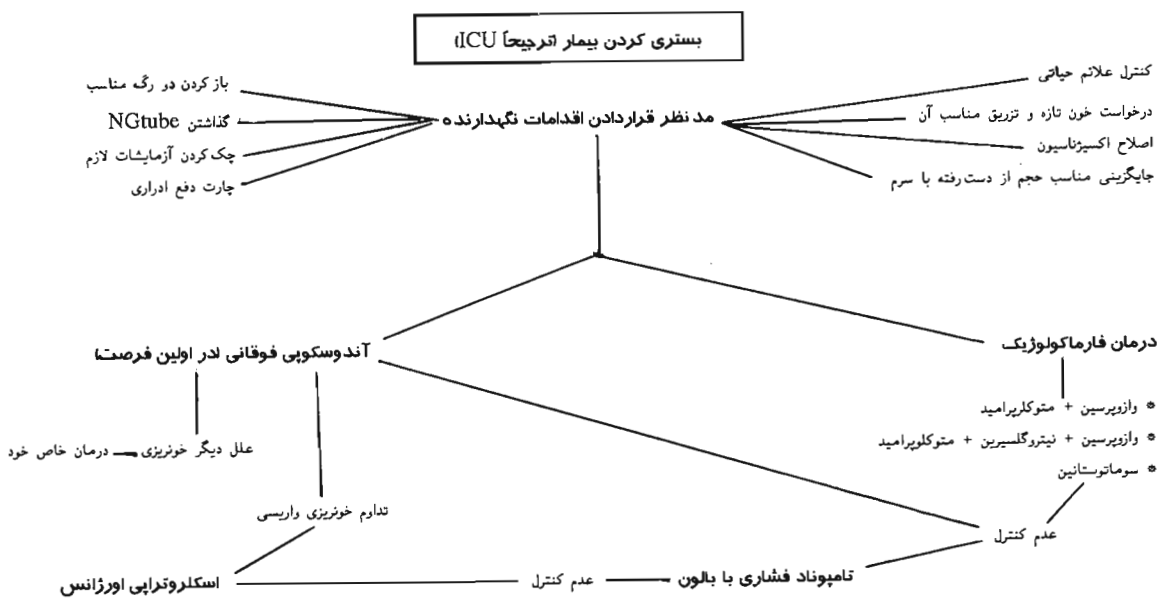 بستری کردن بیمار (ترجیحاً ICU)
مد نظر قراردادن اقدامات نگهدارنده
کنترل علائم حیاتی
درخواست خون تازه و تزریق مناسب آن
اصلاح اکسیژناسیون
جایگزینی مناسب حجم از دست رفته با سرم
باز کردن دو رگ مناسب
گذاشتن NGtube
چک کردن آزمایشات لازم
چارت دفع ادراری
درمان فارماکولوژیک
* وازوپرسین + متوکلرپرامید
* وازوپرسین + نیتروگلسیرین + متوکلوپرامید
* سوماتوستانین
آندوسکوپی فوقانی (در اولین فرصت)
علل دیگر خونریزی
درمان خاص خود
تداوم خونریزی واریسی
عدم کنترل
تامپوناد فشاری با بالون
عدم کنترل
اسکلروتراپی اورژانس